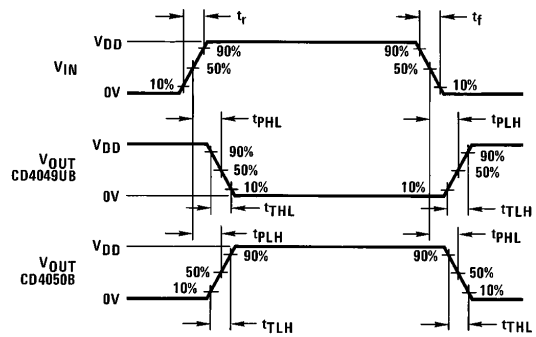 tr
tf
VDD
90%
90%
VIN
50%
50%
10%
10%
0V
tPHL
tPLH
VDD
90%
90%
VOUT
50%
50%
CD4049UB
10%
10%
0V
tTHL
tTLH
tPLH
tPHL
VDD
90%
90%
VOUT
50%
50%
CD4050B
10%
10%
0V
tTLH
tTHL